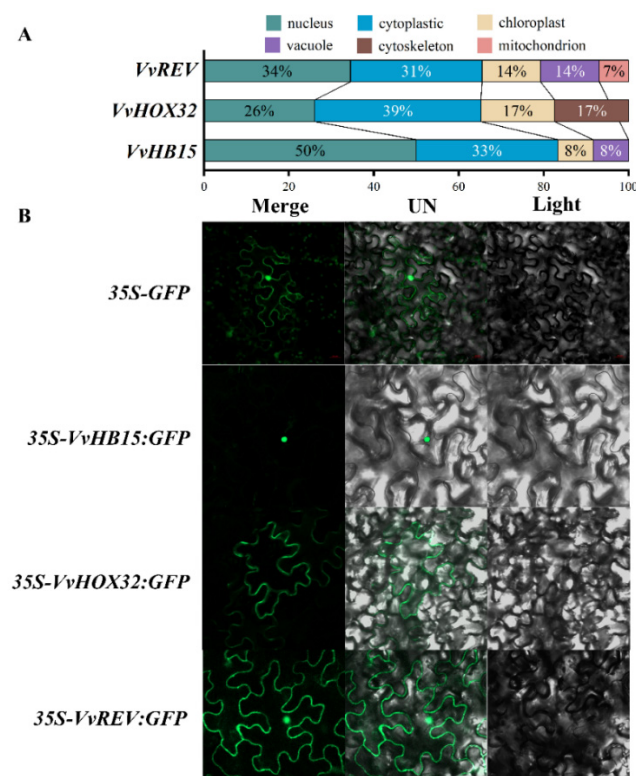 A
nucleus cytoplastic chloroplast
vacuole cytoskeleton mitochondrion
VvREV 34% 31% 14% 14% 7%
VvHOX32 26% 39% 17% 17%
VvHB15 50% 33% 8% 8%
0 20 40 60 80 100
B
Merge UN Light
35S-GFP
35S-VvHB15:GFP
35S-VvHOX32:GFP
35S-VvREV:GFP